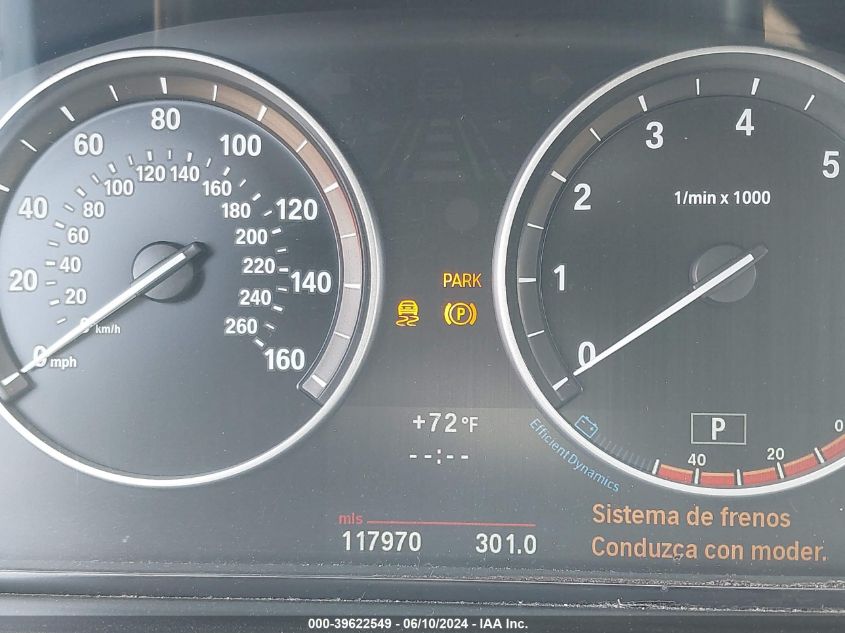 80
60
100
120 140
100
160
40
80
180
120
60
200
20
40
220
140
20
240
0 km/h
260
0 mph
160
4
3
5
1/min x 1000
2
1
0
PARK
P
+72°F
--:--
P
EfficientDynamics
40
20
0
mls
117970
301.0
Sistema de frenos
Conduzca con moder.
000-39622549 - 06/10/2024 - IAA Inc.